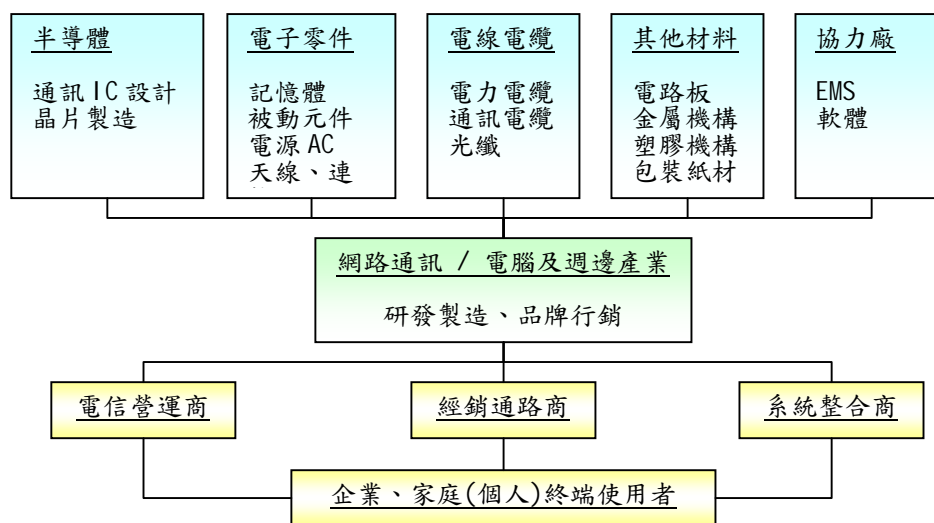 半導體
通訊 IC 設計
晶片製造
電子零件
記憶體
被動元件
電源 AC
天線、連
電線電纜
電力電纜
通訊電纜
光纖
其他材料
電路板
金屬機構
塑膠機構
包裝紙材
協力廠
EMS
軟體
網路通訊 / 電腦及週邊產業
研發製造、品牌行銷
電信營運商
經銷通路商
系統整合商
企業、家庭(個人)終端使用者